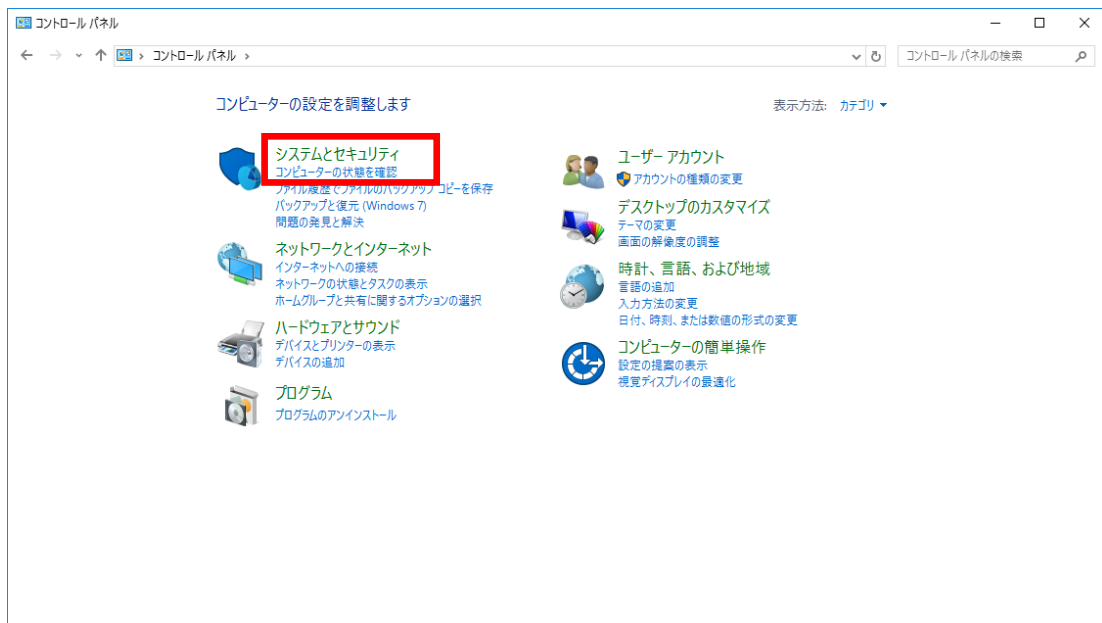 コントロール パネル
コントロール パネル
コントロール パネルの検索
コンピューターの設定を調整します
表示方法: カテゴリ
システムとセキュリティ
コンピューターの状態を確認
ファイル履歴でファイルのバックアップ コピーを保存
バックアップと復元 (Windows 7)
問題の発見と解決
ネットワークとインターネット
インターネットへの接続
ネットワークの状態とタスクの表示
ホームグループと共有に関するオプションの選択
ハードウェアとサウンド
デバイスとプリンターの表示
デバイスの追加
プログラム
プログラムのアンインストール
ユーザー アカウント
アカウントの種類の変更
デスクトップのカスタマイズ
テーマの変更
画面の解像度の調整
時計、言語、および地域
言語の追加
入力方法の変更
日付、時刻、または数値の形式の変更
コンピューターの簡単操作
設定の提案の表示
視覚ディスプレイの最適化